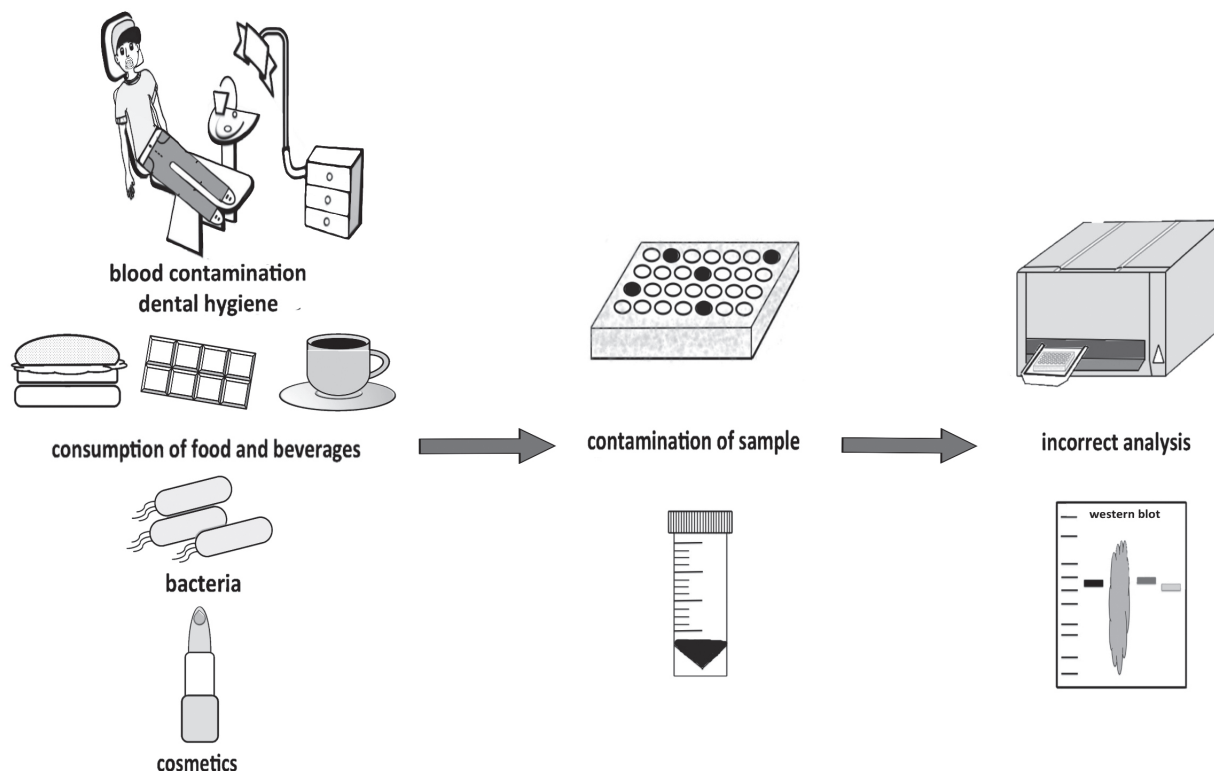 blood contamination
dental hygiene
consumption of food and beverages
bacteria
cosmetics
contamination of sample
incorrect analysis
western blot